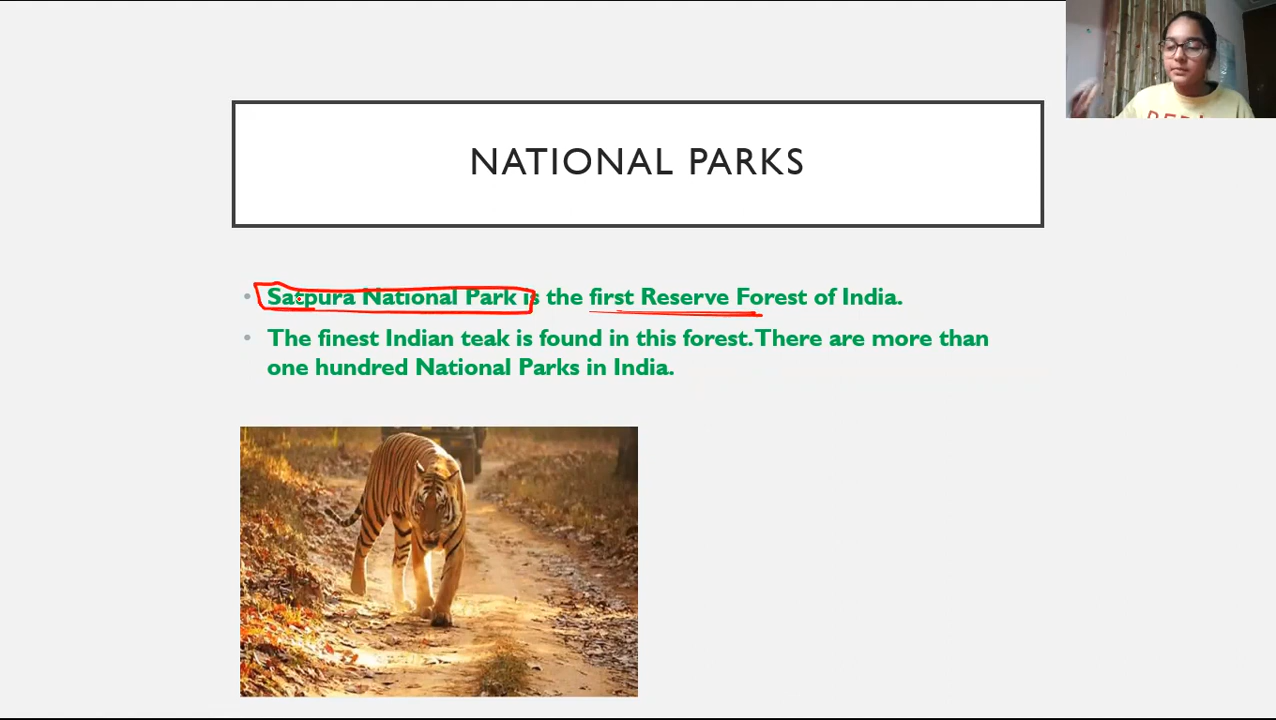 NATIONAL PARKS
• Satpura National Park is the first Reserve Forest of India.
• The finest Indian teak is found in this forest. There are more than
one hundred National Parks in India.